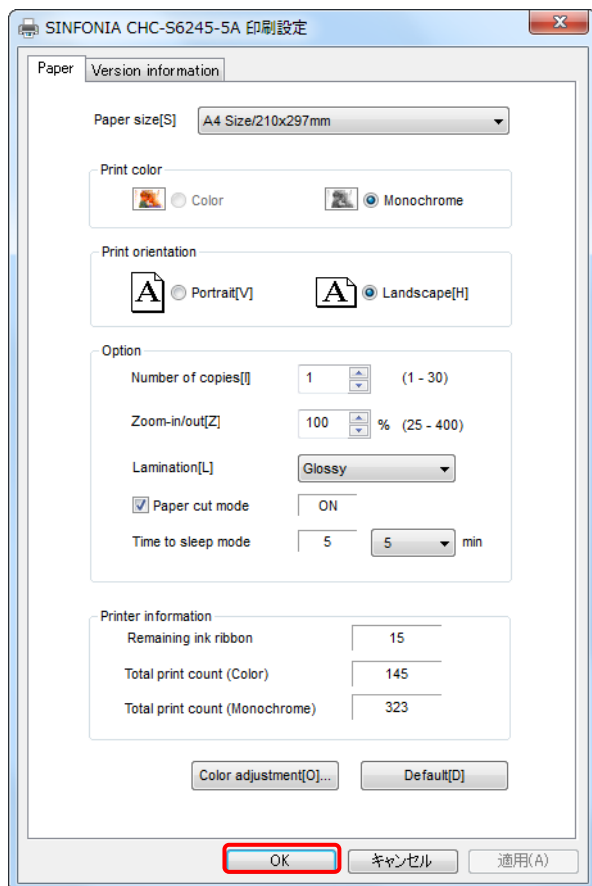 SINFONIA CHC-S6245-5A 印刷設定
X
Paper Version information
Paper size[S] A4 Size/210x297mm
Print color
Color Monochrome
Print orientation
A Portrait[V] A Landscape[H]
Option
Number of copies[I] 1 (1 - 30)
Zoom-in/out[Z] 100 % (25 - 400)
Lamination[L] Glossy
Paper cut mode ON
Time to sleep mode 5 5 min
Printer information
Remaining ink ribbon 15
Total print count (Color) 145
Total print count (Monochrome) 323
Color adjustment[O]... Default[D]
OK キャンセル 適用(A)